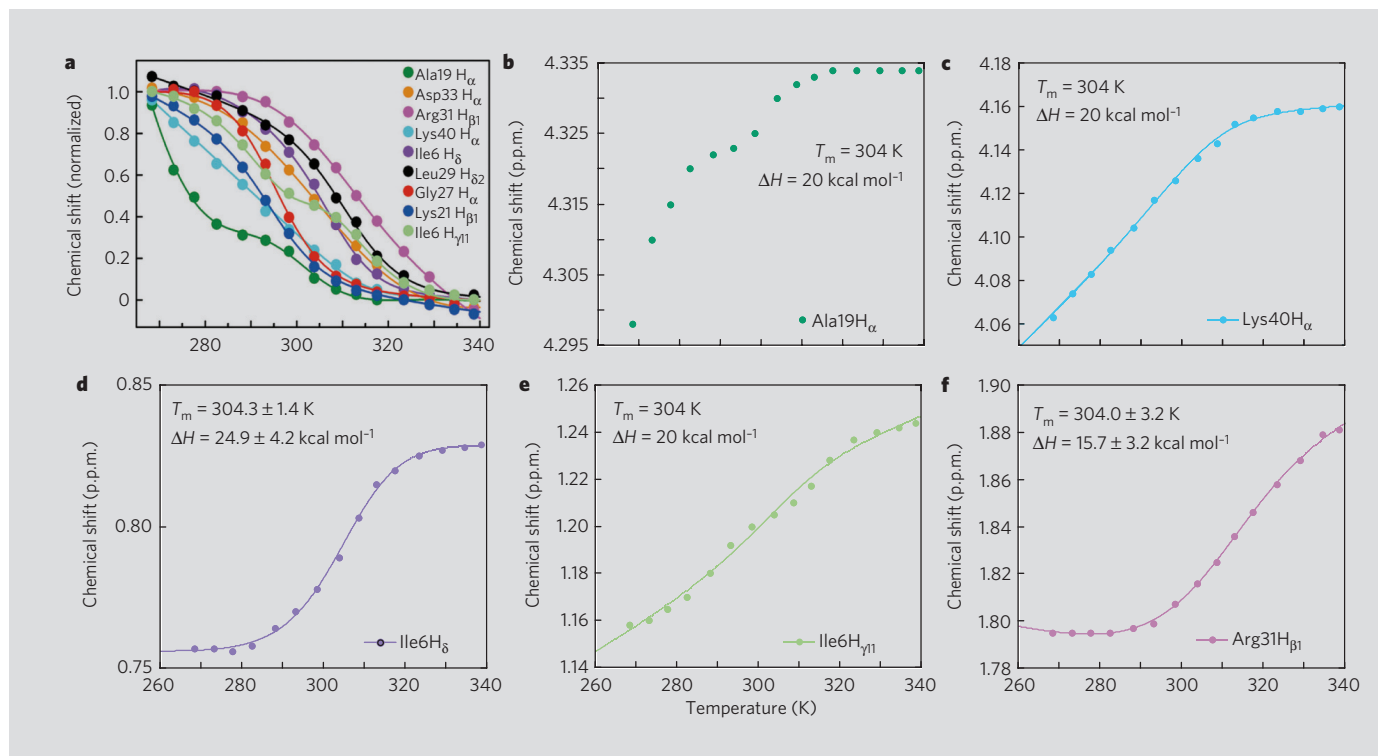 a
Chemical shift (normalized)
1.0
0.8
0.6
0.4
0.2
0
280 300 320 340
Ala19 Hα
Asp33 Hα
Arg31 Hβ1
Lys40 Hα
Ile6 Hδ
Leu29 Hδ2
Gly27 Hα
Lys21 Hβ1
Ile6 Hγ11
b
Chemical shift (p.p.m.)
4.335
4.325
4.315
4.305
4.295
Tm = 304 K
ΔH = 20 kcal mol⁻¹
Ala19Hα
c
Chemical shift (p.p.m.)
4.18
4.16
4.14
4.12
4.10
4.08
4.06
Tm = 304 K
ΔH = 20 kcal mol⁻¹
Lys40Hα
d
Chemical shift (p.p.m.)
0.85
0.80
0.75
Tm = 304.3 ± 1.4 K
ΔH = 24.9 ± 4.2 kcal mol⁻¹
Ile6Hδ
260 280 300 320 340
e
Chemical shift (p.p.m.)
1.26
1.24
1.22
1.20
1.18
1.16
1.14
Tm = 304 K
ΔH = 20 kcal mol⁻¹
Ile6Hγ11
260 280 300 320 340
Temperature (K)
f
Chemical shift (p.p.m.)
1.90
1.88
1.86
1.84
1.82
1.80
1.78
Tm = 304.0 ± 3.2 K
ΔH = 15.7 ± 3.2 kcal mol⁻¹
Arg31Hβ1
260 280 300 320 340